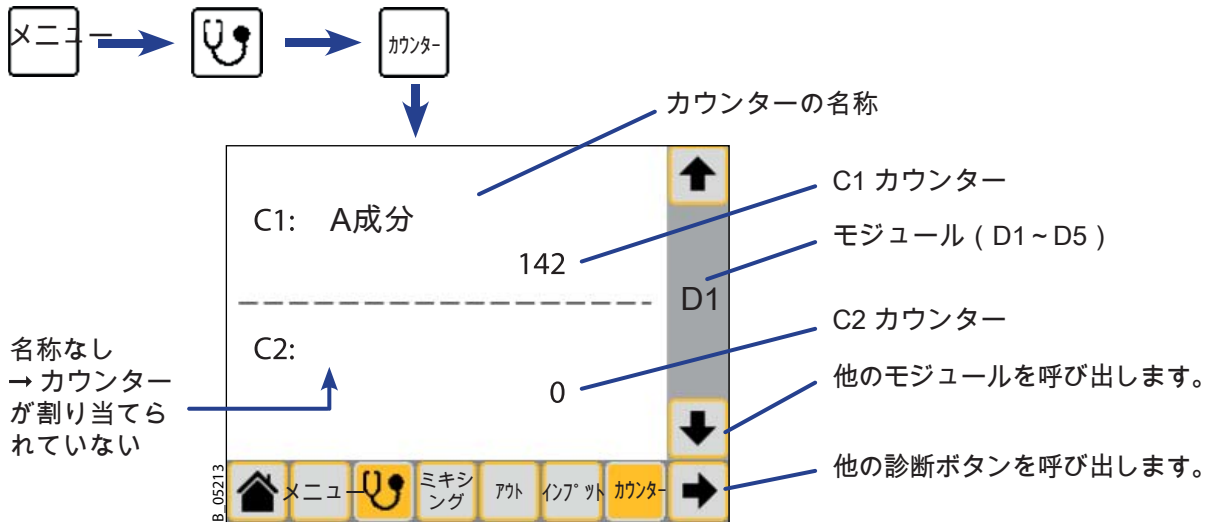 メニュー
カウンター
カウンターの名称
C1: A成分
142
C1 カウンター
モジュール ( D1~D5 )
D1
C2:
0
C2 カウンター
名称なし
→ カウンター
が割り当てら
れていない
他のモジュールを呼び出します。
他の診断ボタンを呼び出します。
B_05213
メニュー
ミキシ
ング
アウト
インプット
カウンター